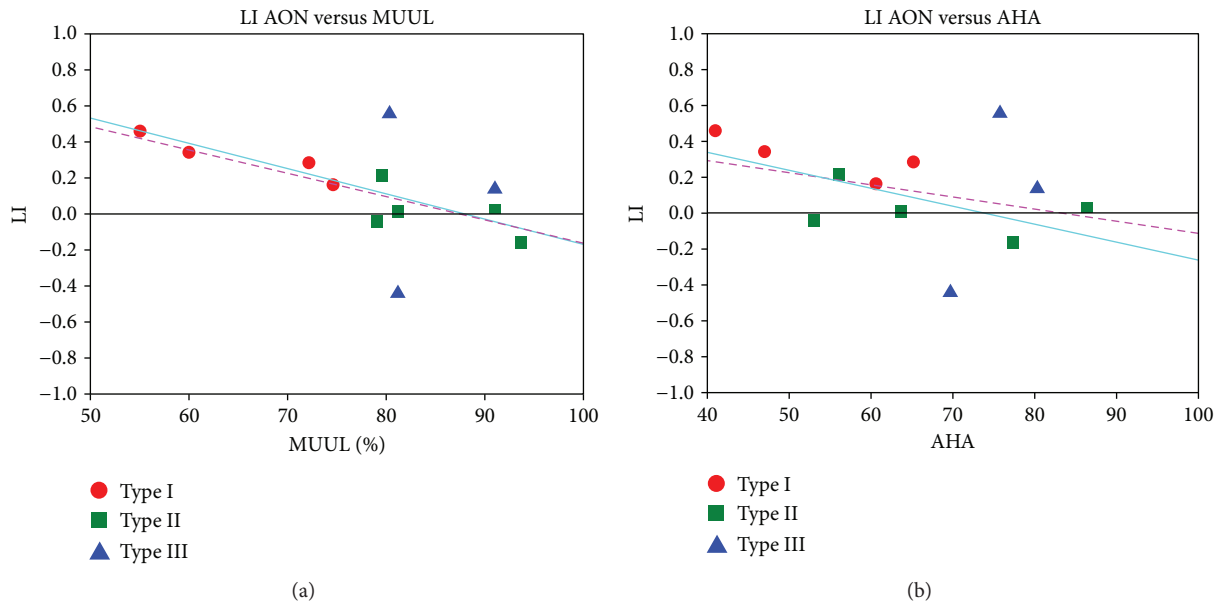 LI AON versus MUUL
1.0
0.8
0.6
0.4
0.2
0.0
−0.2
−0.4
−0.6
−0.8
−1.0
LI
50 60 70 80 90 100
MUUL (%)
Type I
Type II
Type III
(a)
LI AON versus AHA
1.0
0.8
0.6
0.4
0.2
0.0
−0.2
−0.4
−0.6
−0.8
−1.0
LI
40 50 60 70 80 90 100
AHA
Type I
Type II
Type III
(b)